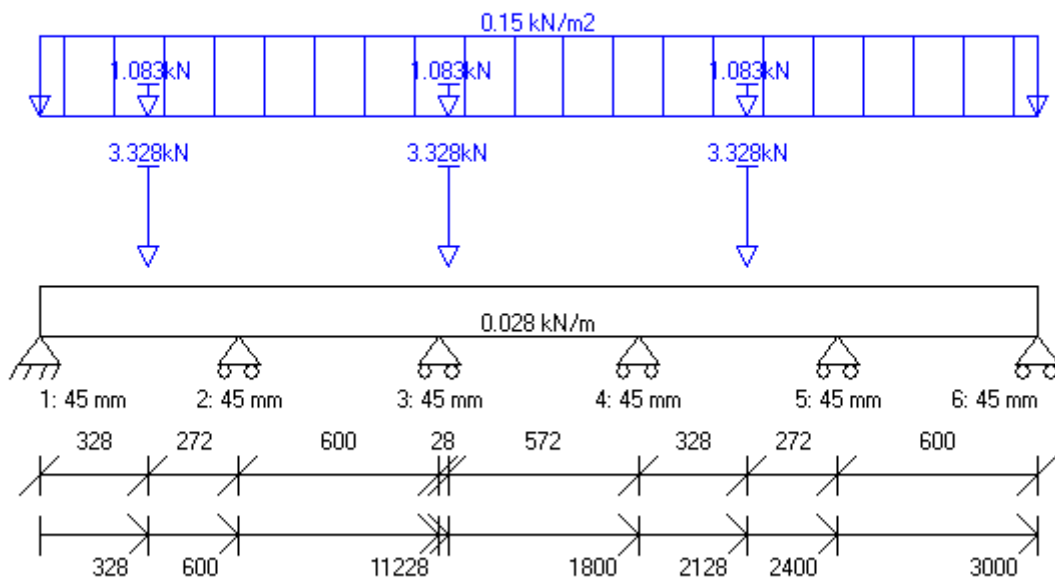 0.15 kN/m2
1.083kN 1.083kN 1.083kN
3.328kN 3.328kN 3.328kN
0.028 kN/m
1: 45 mm 2: 45 mm 3: 45 mm 4: 45 mm 5: 45 mm 6: 45 mm
328 272 600 28 572 328 272 600
328 600 11228 1800 2128 2400 3000